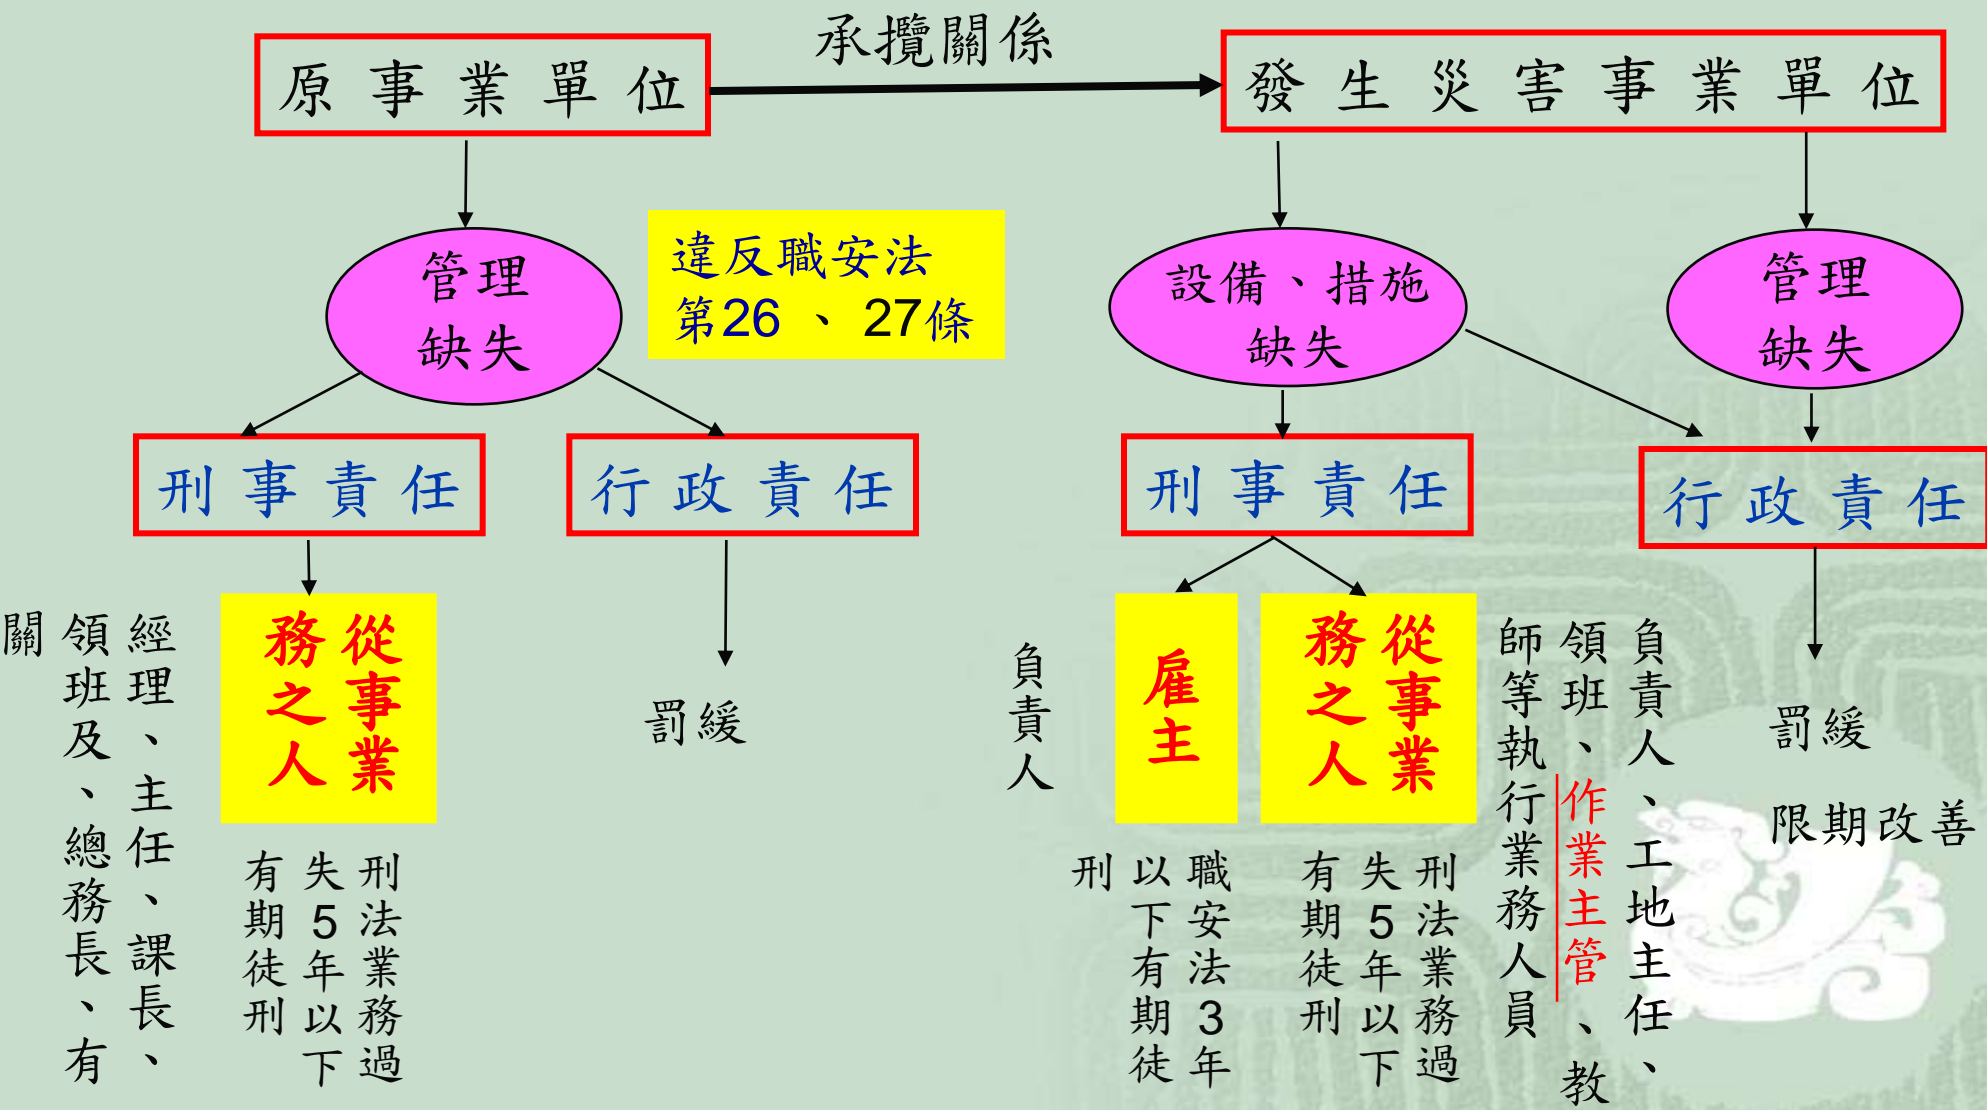 承攬關係
原事業單位
發生災害事業單位
管理
缺失
違反職安法
第26、27條
設備、措施
缺失
管理
缺失
刑事責任
行政責任
刑事責任
行政責任
經理、主任、課長、
領班及、總務長、有
關
從事業
務之人
刑法業務過
失5年以下
有期徒刑
罰緩
負責人
雇主
職安法3年
以下有期徒
刑
從事業
務之人
刑法業務過
失5年以下
有期徒刑
負責人、工地主任、
領班、作業主管、教
師等執行業務人員
罰緩
限期改善